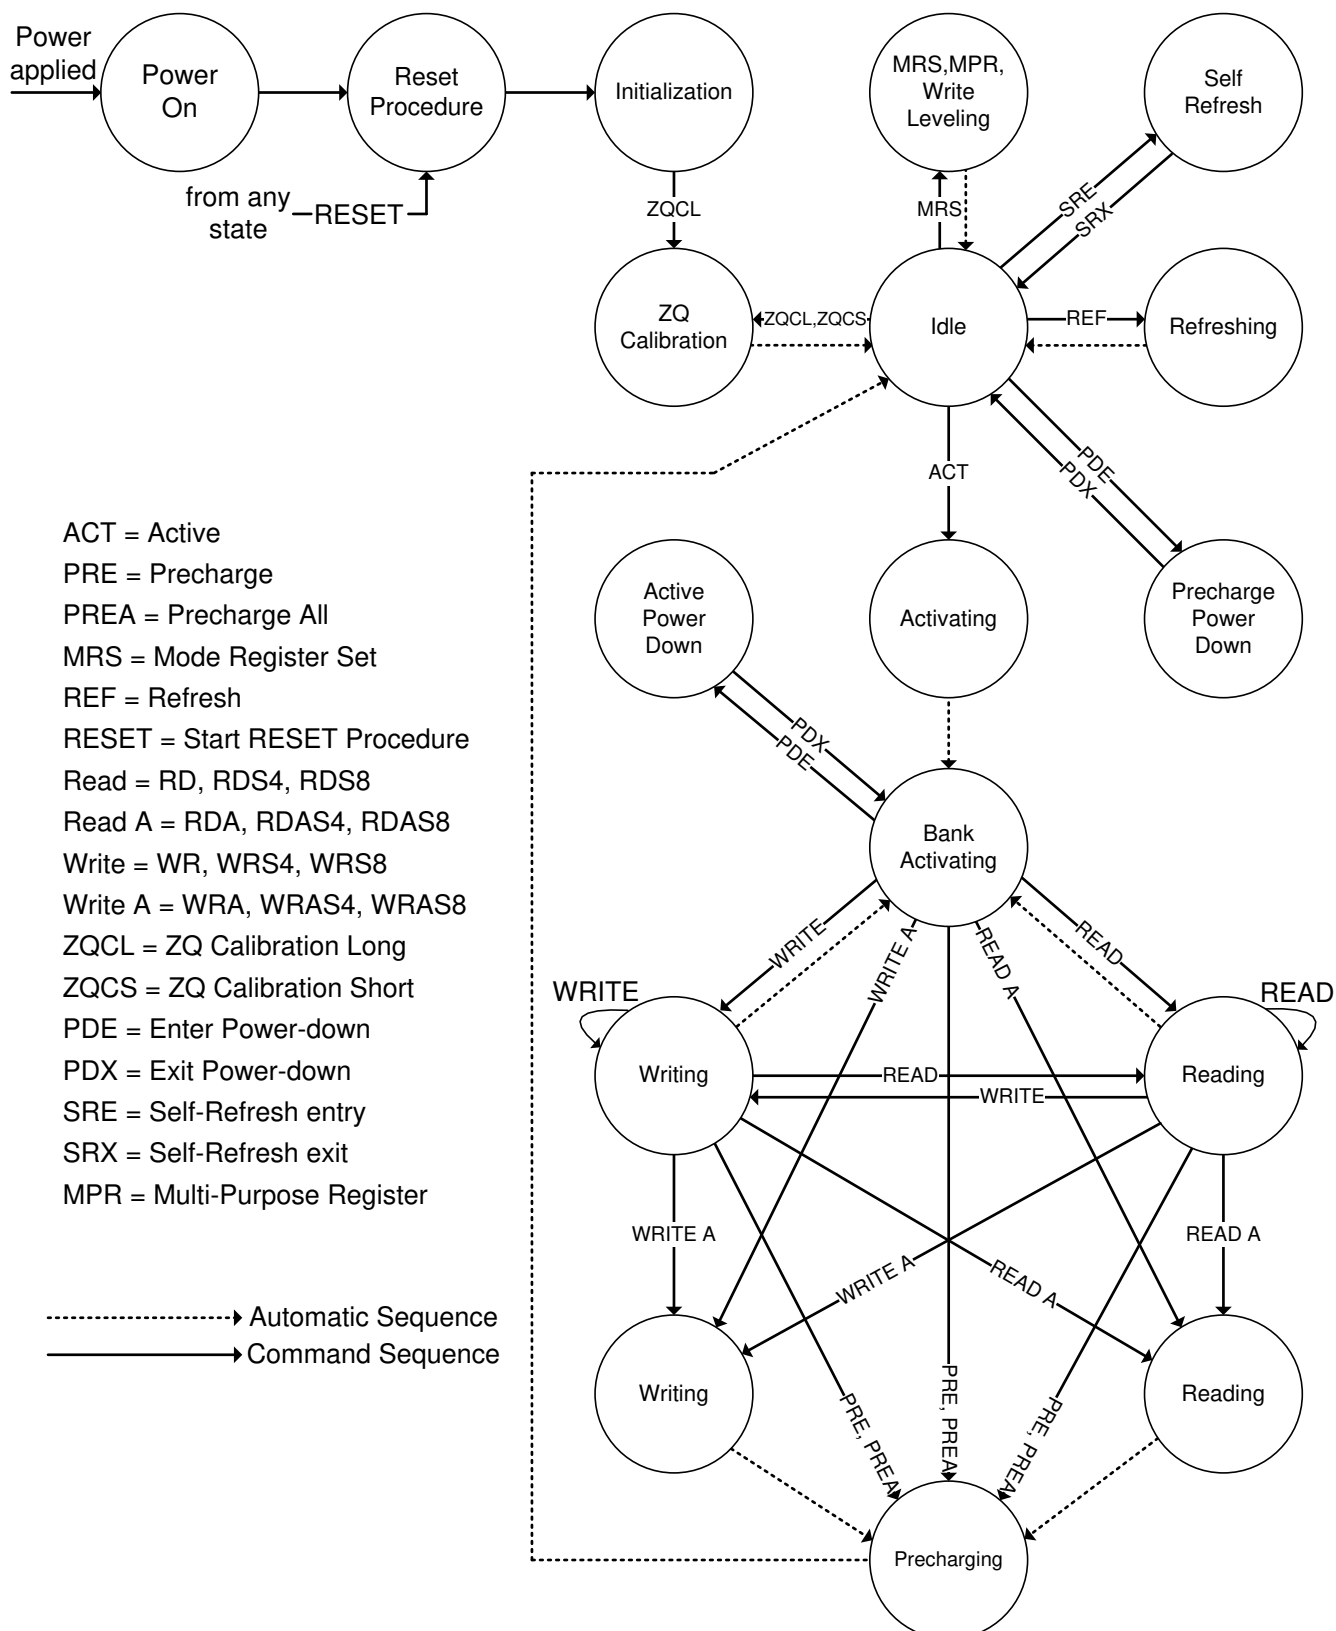 Power
applied
Power
On
Reset
Procedure
Initialization
MRS,MPR,
Write
Leveling
Self
Refresh
from any
state
RESET
ZQCL
MRS
SRE
SRX
ZQ
Calibration
ZQCL,ZQCS
Idle
REF
Refreshing
ACT
PDE
PDX
ACT = Active
PRE = Precharge
PREA = Precharge All
MRS = Mode Register Set
REF = Refresh
RESET = Start RESET Procedure
Read = RD, RDS4, RDS8
Read A = RDA, RDAS4, RDAS8
Write = WR, WRS4, WRS8
Write A = WRA, WRAS4, WRAS8
ZQCL = ZQ Calibration Long
ZQCS = ZQ Calibration Short
PDE = Enter Power-down
PDX = Exit Power-down
SRE = Self-Refresh entry
SRX = Self-Refresh exit
MPR = Multi-Purpose Register
Automatic Sequence
Command Sequence
Active
Power
Down
Activating
Precharge
Power
Down
PDX
PDE
Bank
Activating
WRITE
WRITE A
READ A
READ
WRITE
READ
Writing
READ
WRITE
Reading
WRITE A
WRITE A
READ A
READ A
Writing
PRE, PREA
PRE, PREA
PRE, PREA
Reading
Precharging